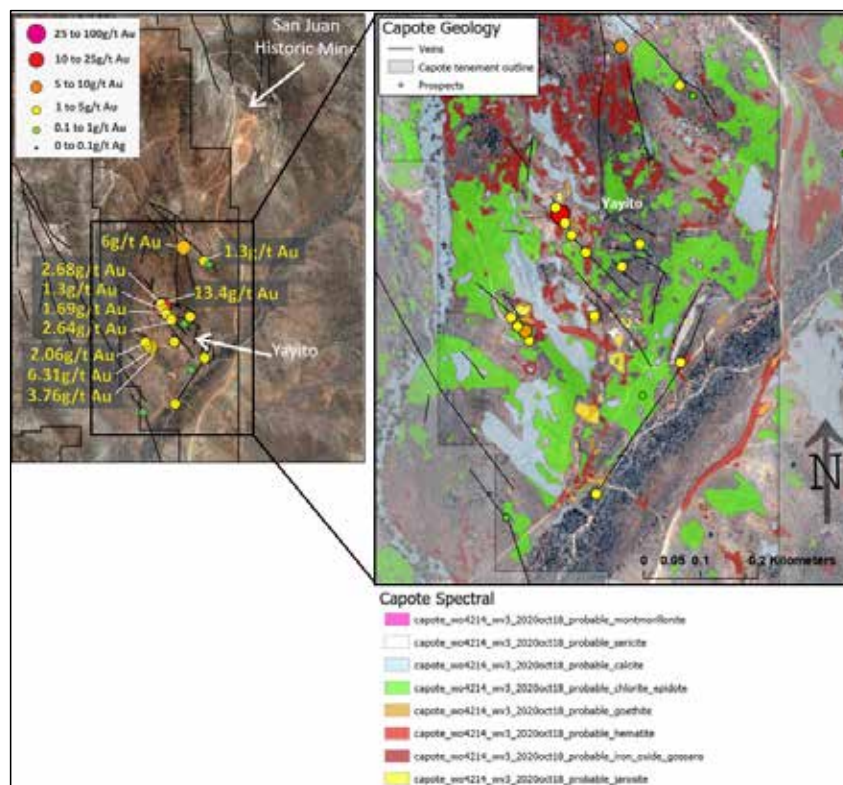 25 to 100g/t Au
10 to 25g/t Au
5 to 10g/t Au
1 to 5g/t Au
0.1 to 1g/t Au
0 to 0.1g/t Ag
San Juan
Historic Mine
6g/t Au
1.3g/t Au
2.68g/t Au
1.3g/t Au
13.4g/t Au
1.69g/t Au
2.64g/t Au
Yayito
2.06g/t Au
6.31g/t Au
3.76g/t Au
Capote Geology
Veins
Capote tenement outline
Prospects
Yayito
N
0 0.05 0.1 0.2 Kilometers
Capote Spectral
capote_wo4214_wv3_2020oct18_probable_montmorillonite
capote_wo4214_wv3_2020oct18_probable_sericite
capote_wo4214_wv3_2020oct18_probable_calcite
capote_wo4214_wv3_2020oct18_probable_chlorite_epidote
capote_wo4214_wv3_2020oct18_probable_goethite
capote_wo4214_wv3_2020oct18_probable_hematite
capote_wo4214_wv3_2020oct18_probable_iron_oxide_gossans
capote_wo4214_wv3_2020oct18_probable_jarosite